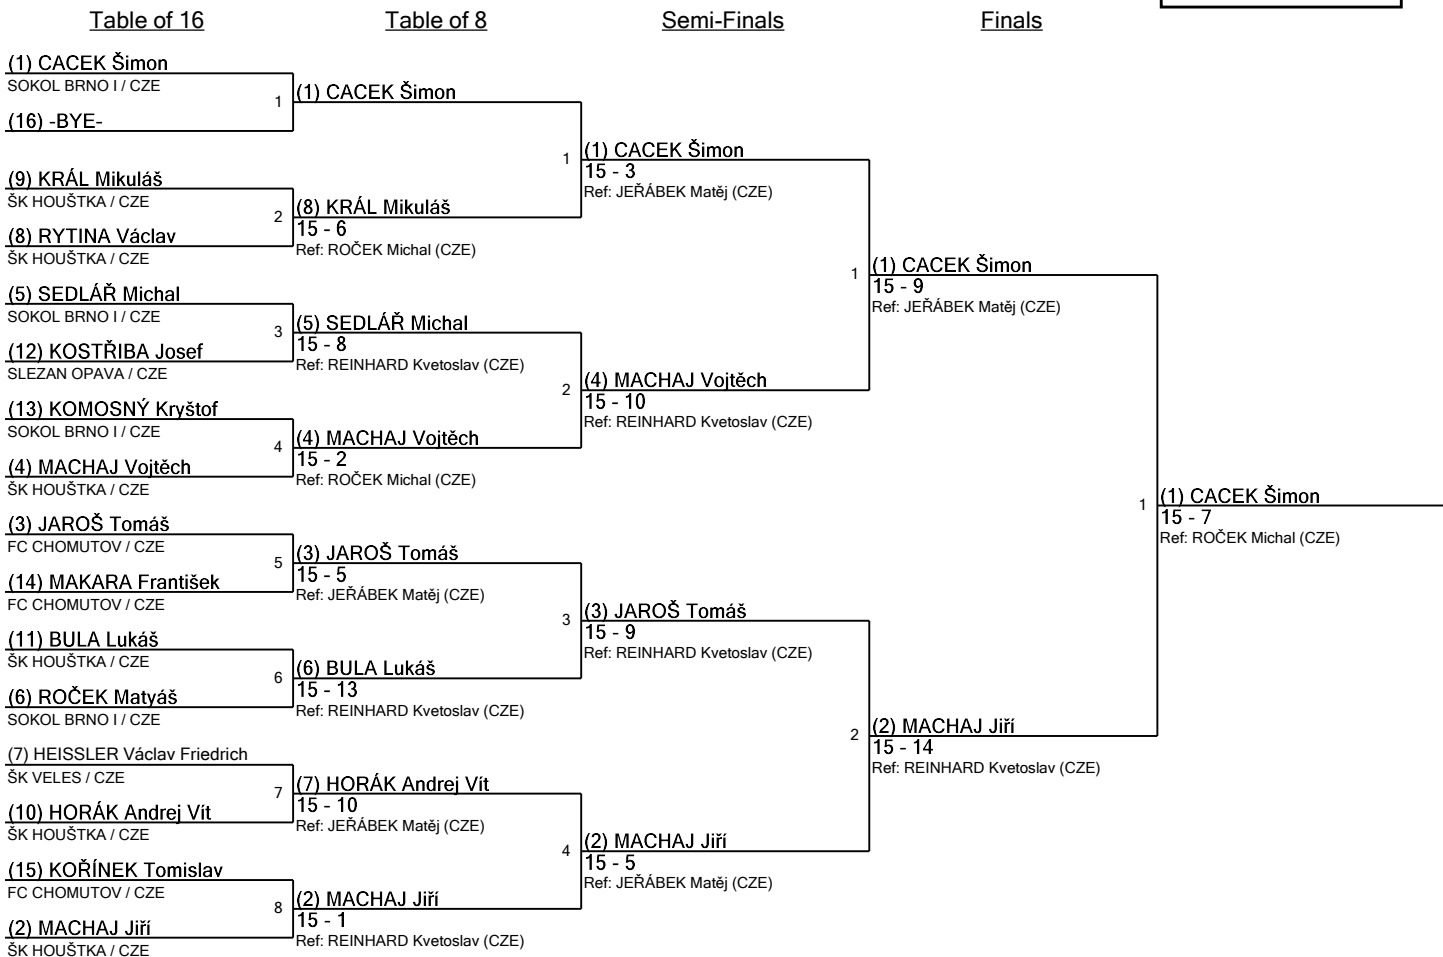 Table of 16
Table of 8
Semi-Finals
Finals
(1) CACEK Šimon
SOKOL BRNO I / CZE
1
(16) -BYE-
(9) KRÁL Mikuláš
ŠK HOUŠTKA / CZE
2
(8) RYTINA Václav
ŠK HOUŠTKA / CZE
(5) SEDLÁŘ Michal
SOKOL BRNO I / CZE
3
(12) KOSTŘIBA Josef
SLEZAN OPAVA / CZE
(13) KOMOSNÝ Kryštof
SOKOL BRNO I / CZE
4
(4) MACHAJ Vojtěch
ŠK HOUŠTKA / CZE
(3) JAROŠ Tomáš
FC CHOMUTOV / CZE
5
(14) MAKARA František
FC CHOMUTOV / CZE
(11) BULA Lukáš
ŠK HOUŠTKA / CZE
6
(6) ROČEK Matyáš
SOKOL BRNO I / CZE
(7) HEISSLER Václav Friedrich
ŠK VELES / CZE
7
(10) HORÁK Andrej Vít
ŠK HOUŠTKA / CZE
(15) KOŘÍNEK Tomislav
FC CHOMUTOV / CZE
8
(2) MACHAJ Jiří
ŠK HOUŠTKA / CZE
(1) CACEK Šimon
1
(8) KRÁL Mikuláš
15 - 6
Ref: ROČEK Michal (CZE)
(5) SEDLÁŘ Michal
15 - 8
Ref: REINHARD Kvetoslav (CZE)
2
(4) MACHAJ Vojtěch
15 - 2
Ref: ROČEK Michal (CZE)
(3) JAROŠ Tomáš
15 - 5
Ref: JEŘÁBEK Matěj (CZE)
3
(6) BULA Lukáš
15 - 13
Ref: REINHARD Kvetoslav (CZE)
(7) HORÁK Andrej Vít
15 - 10
Ref: JEŘÁBEK Matěj (CZE)
4
(2) MACHAJ Jiří
15 - 1
Ref: REINHARD Kvetoslav (CZE)
(1) CACEK Šimon
15 - 3
Ref: JEŘÁBEK Matěj (CZE)
1
(4) MACHAJ Vojtěch
15 - 10
Ref: REINHARD Kvetoslav (CZE)
(3) JAROŠ Tomáš
15 - 9
Ref: REINHARD Kvetoslav (CZE)
2
(2) MACHAJ Jiří
15 - 5
Ref: JEŘÁBEK Matěj (CZE)
(1) CACEK Šimon
15 - 9
Ref: JEŘÁBEK Matěj (CZE)
1
(2) MACHAJ Jiří
15 - 14
Ref: REINHARD Kvetoslav (CZE)
(1) CACEK Šimon
15 - 7
Ref: ROČEK Michal (CZE)